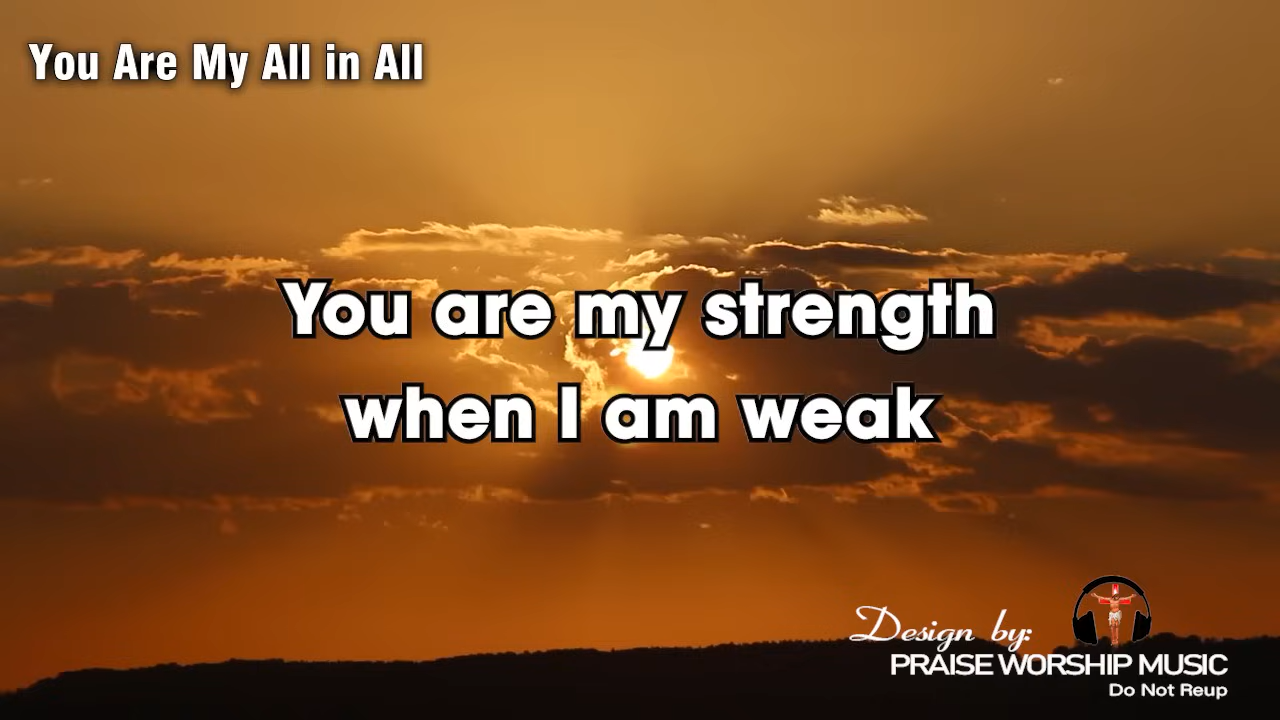 You Are My All in All
You are my strength
when I am weak
Design by:
PRAISE WORSHIP MUSIC
Do Not Reup